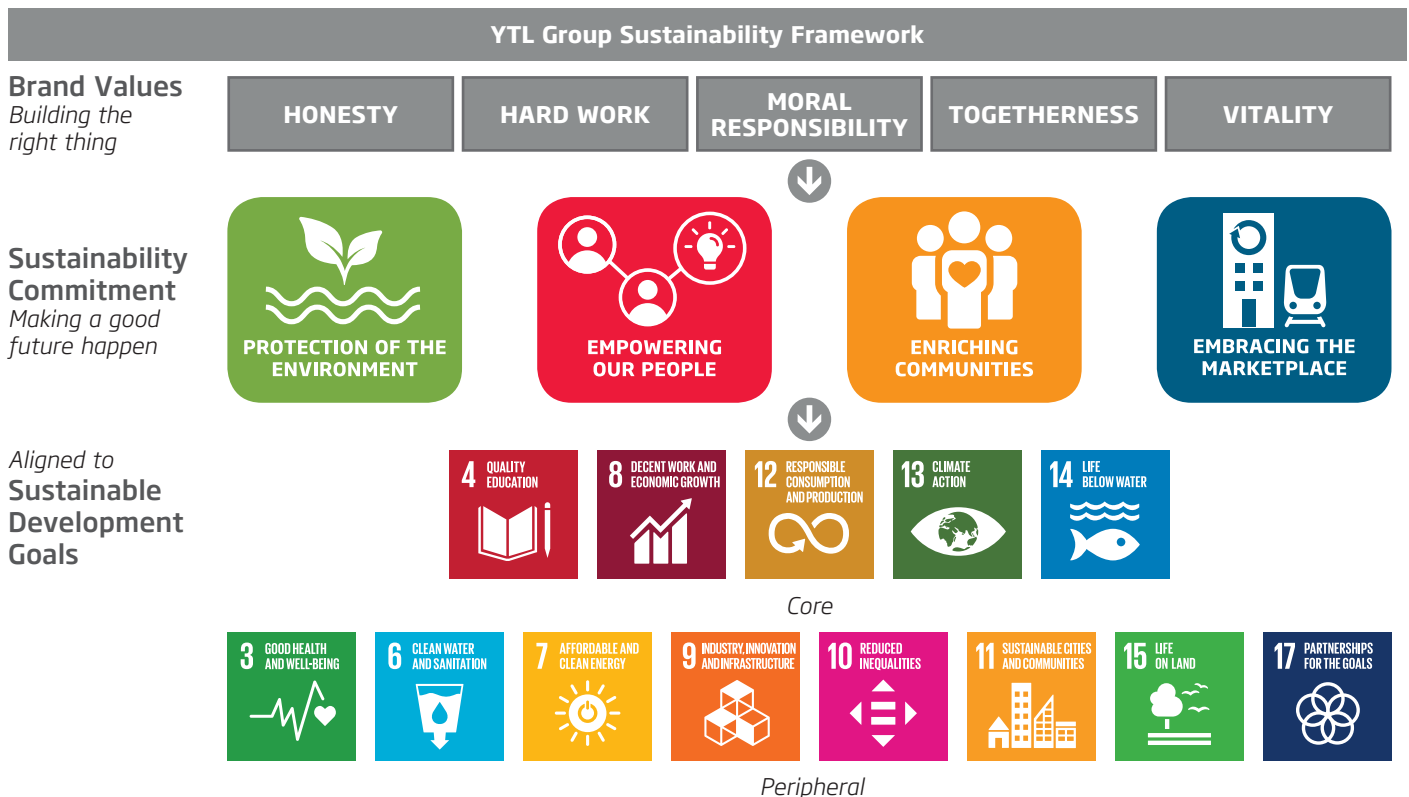 YTL Group Sustainability Framework
Brand Values
Building the
right thing
HONESTY
HARD WORK
MORAL
RESPONSIBILITY
TOGETHERNESS
VITALITY
Sustainability
Commitment
Making a good
future happen
PROTECTION OF THE
ENVIRONMENT
EMPOWERING
OUR PEOPLE
ENRICHING
COMMUNITIES
EMBRACING THE
MARKETPLACE
Aligned to
Sustainable
Development
Goals
4 QUALITY
EDUCATION
8 DECENT WORK AND
ECONOMIC GROWTH
12 RESPONSIBLE
CONSUMPTION
AND PRODUCTION
13 CLIMATE
ACTION
14 LIFE
BELOW WATER
Core
3 GOOD HEALTH
AND WELL-BEING
6 CLEAN WATER
AND SANITATION
7 AFFORDABLE AND
CLEAN ENERGY
9 INDUSTRY, INNOVATION
AND INFRASTRUCTURE
10 REDUCED
INEQUALITIES
11 SUSTAINABLE CITIES
AND COMMUNITIES
15 LIFE
ON LAND
17 PARTNERSHIPS
FOR THE GOALS
Peripheral